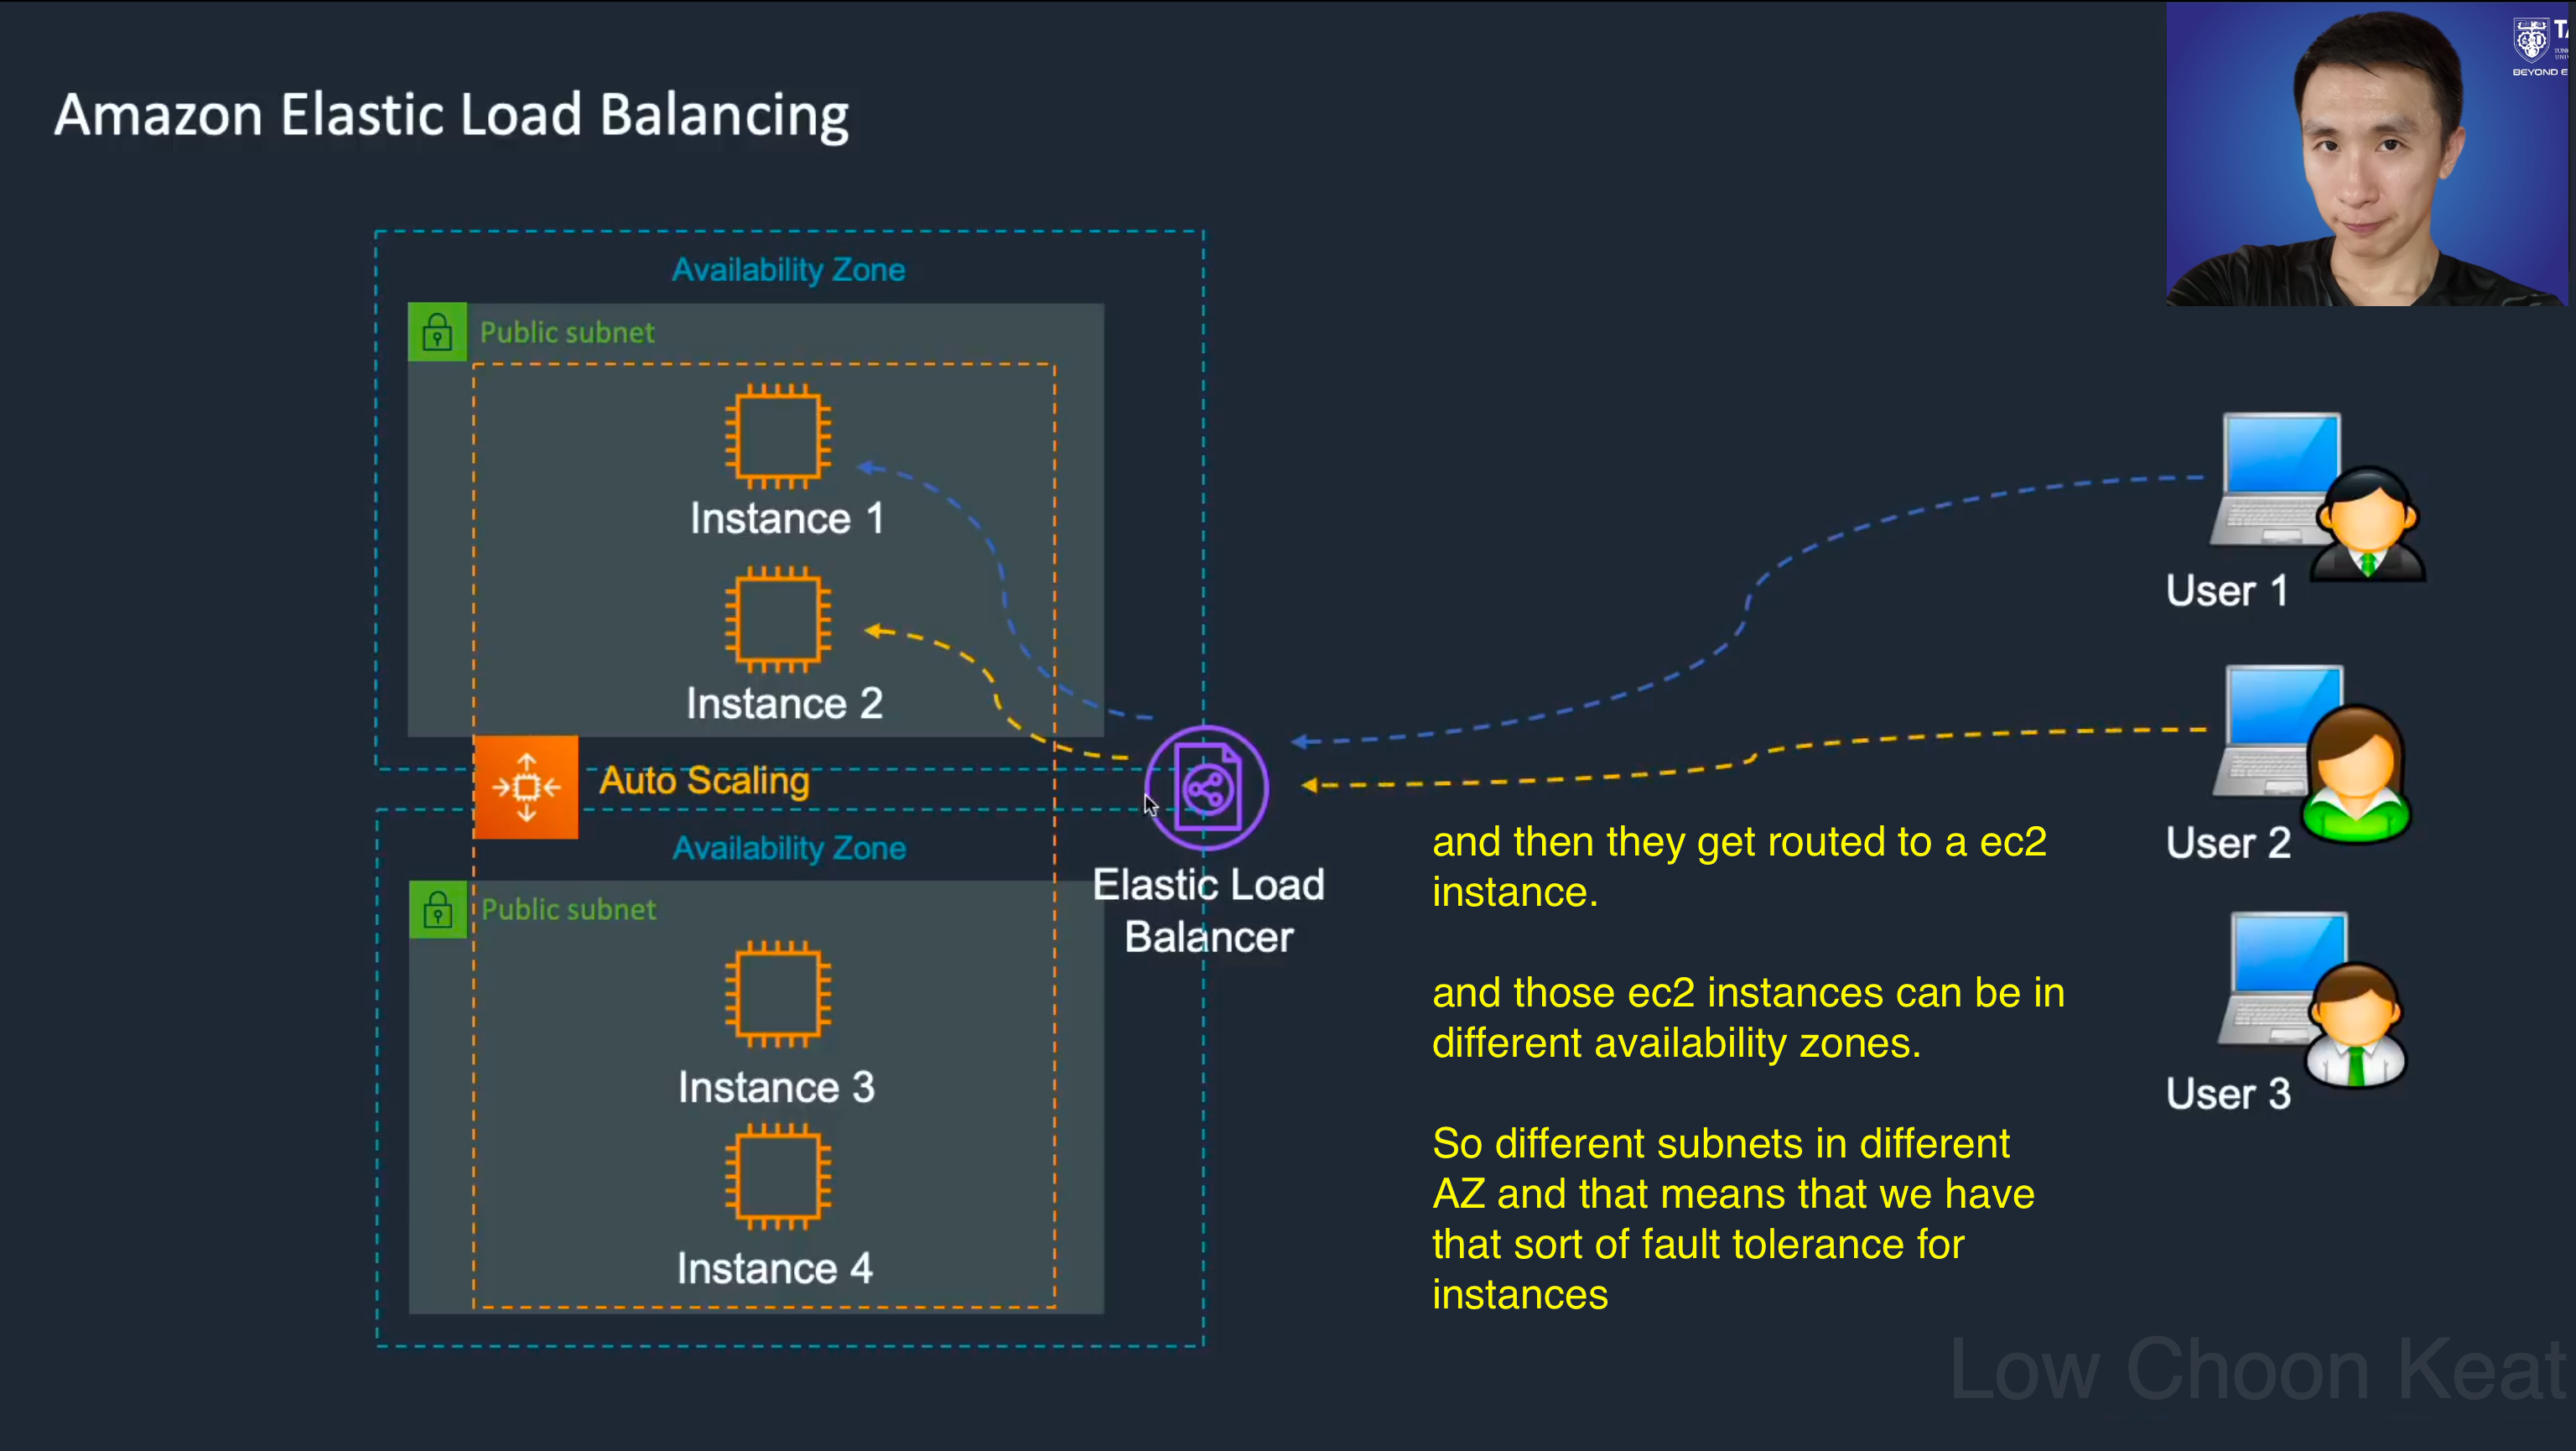 Amazon Elastic Load Balancing
BEYOND E
Availability Zone
Public subnet
Instance 1
Instance 2
Auto Scaling
Availability Zone
Public subnet
Instance 3
Instance 4
Elastic Load
Balancer
User 1
User 2
User 3
and then they get routed to a ec2
instance.
and those ec2 instances can be in
different availability zones.
So different subnets in different
AZ and that means that we have
that sort of fault tolerance for
instances
Low Choon Keat